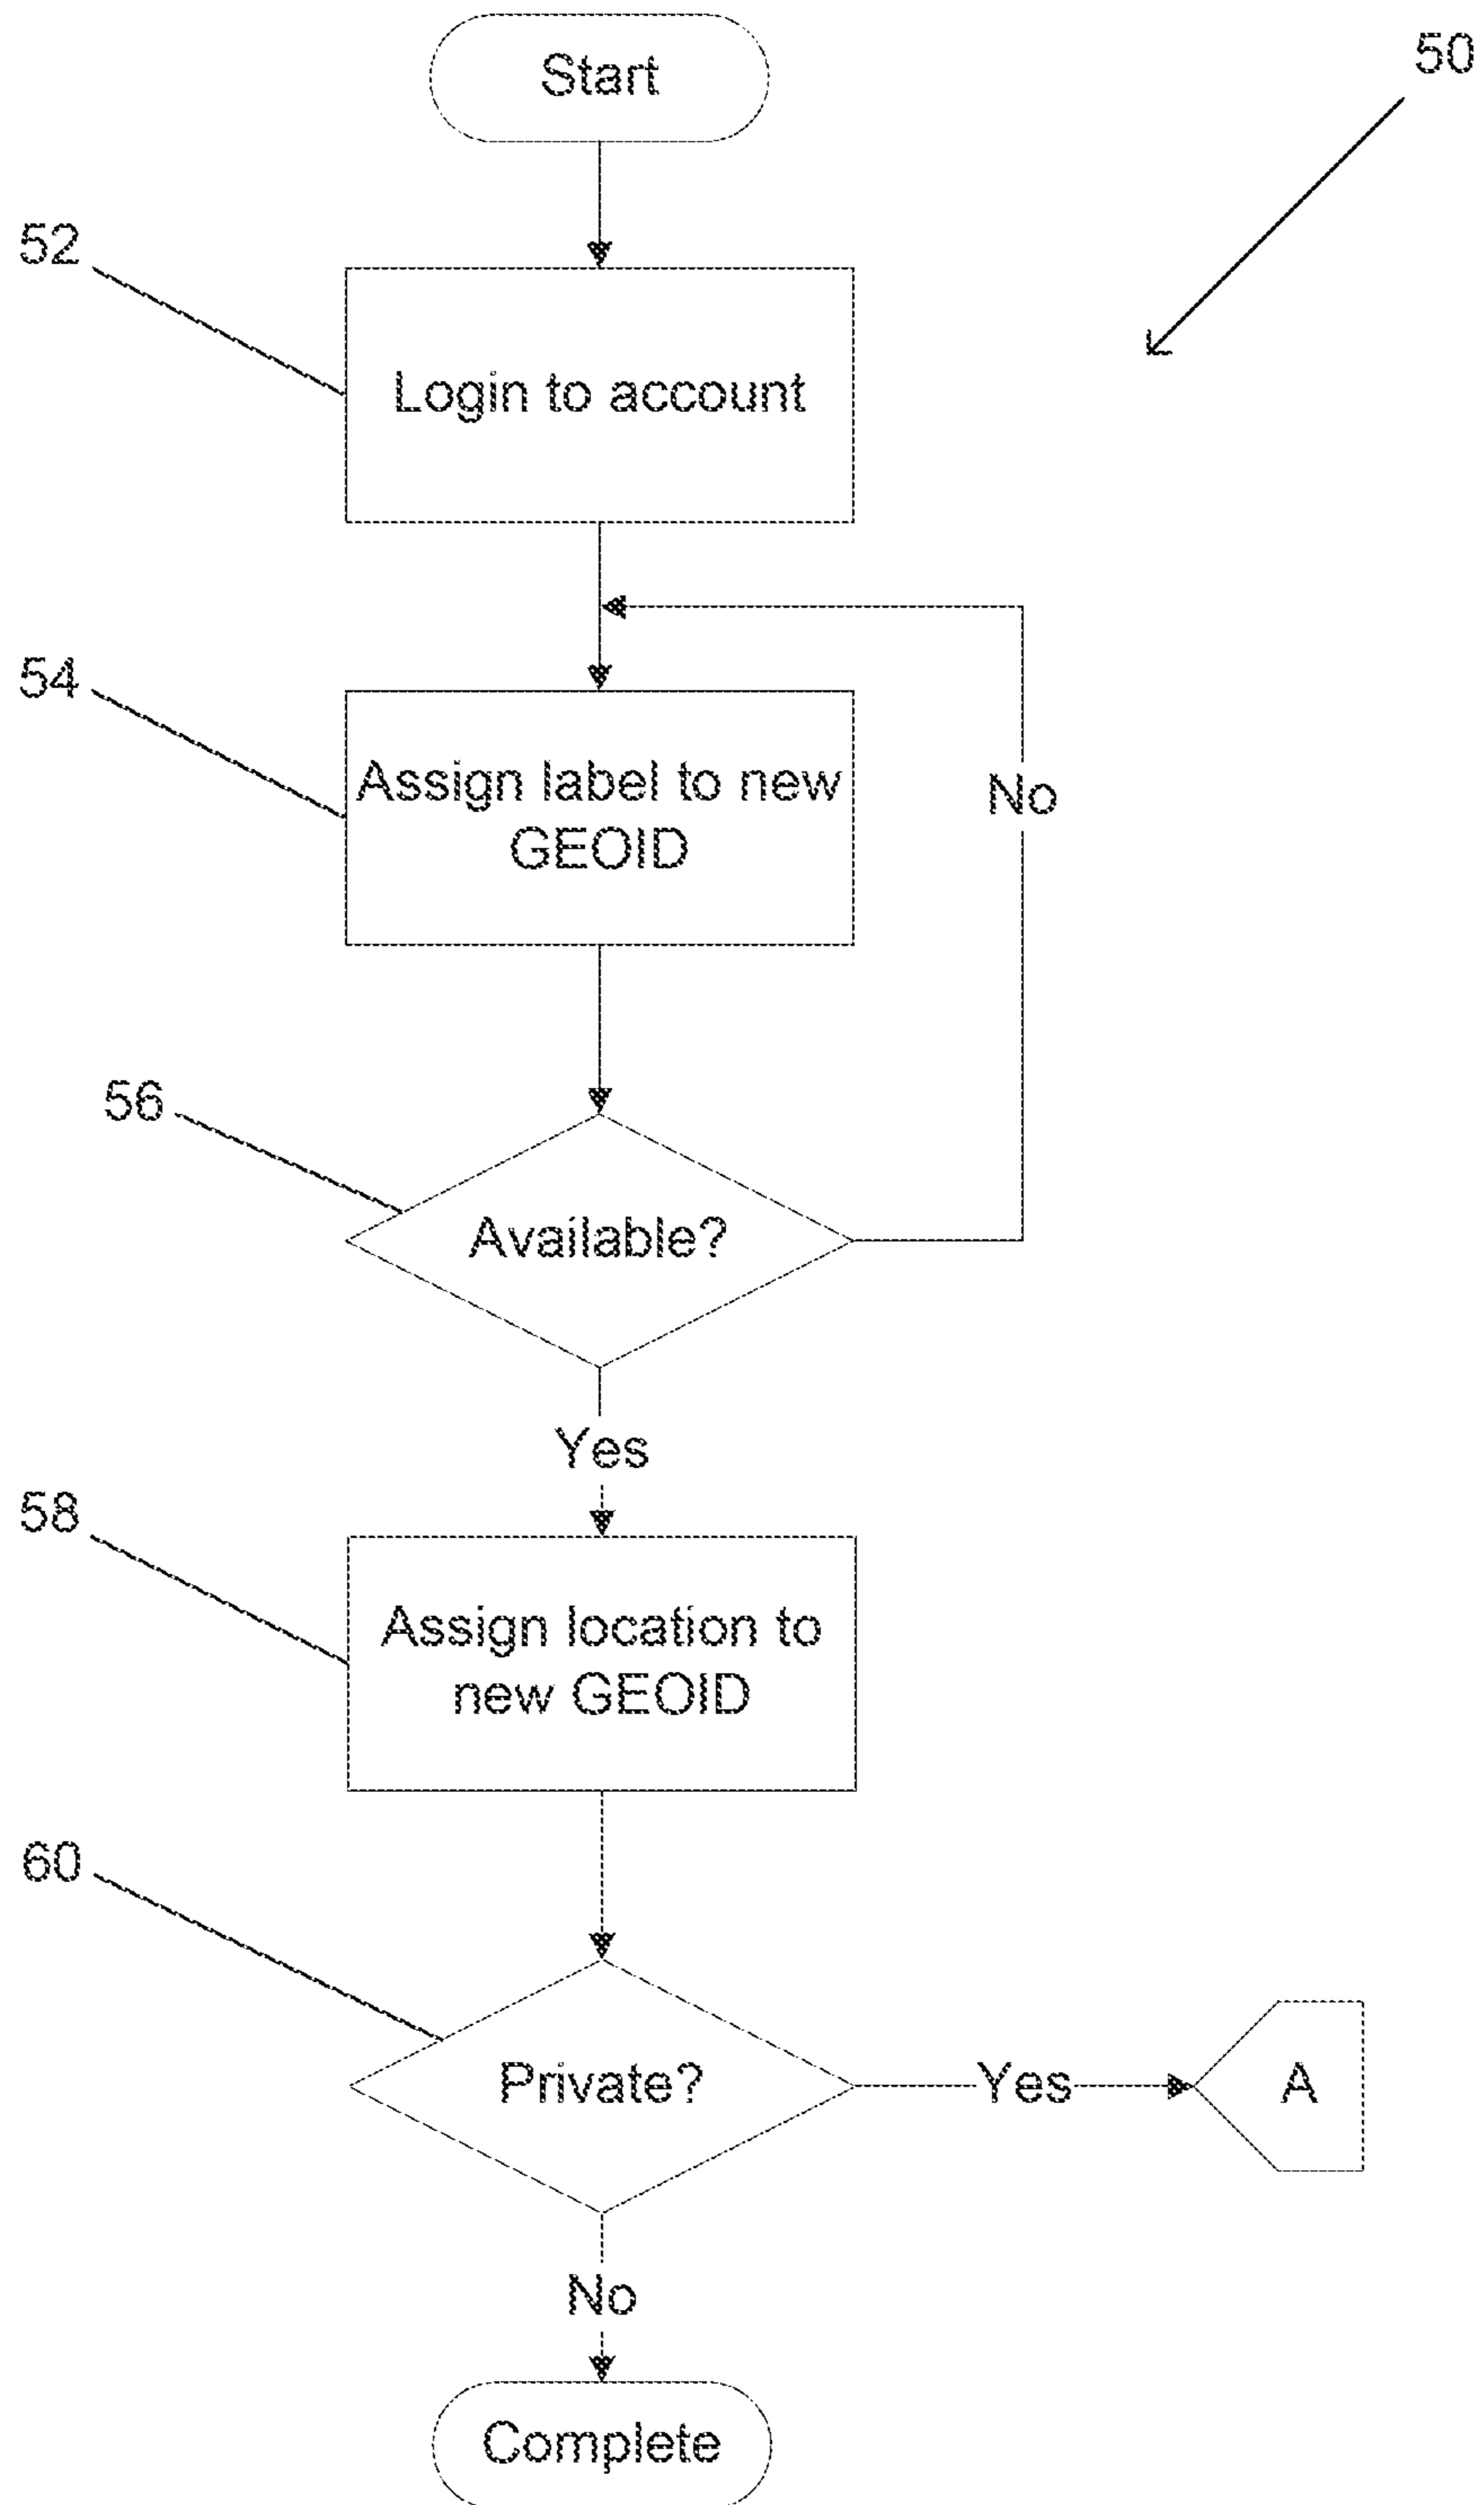 Start
50
52
Login to account
54
Assign label to new
GEOID
No
56
Available?
Yes
58
Assign location to
new GEOID
60
Private?
Yes
A
No
Complete